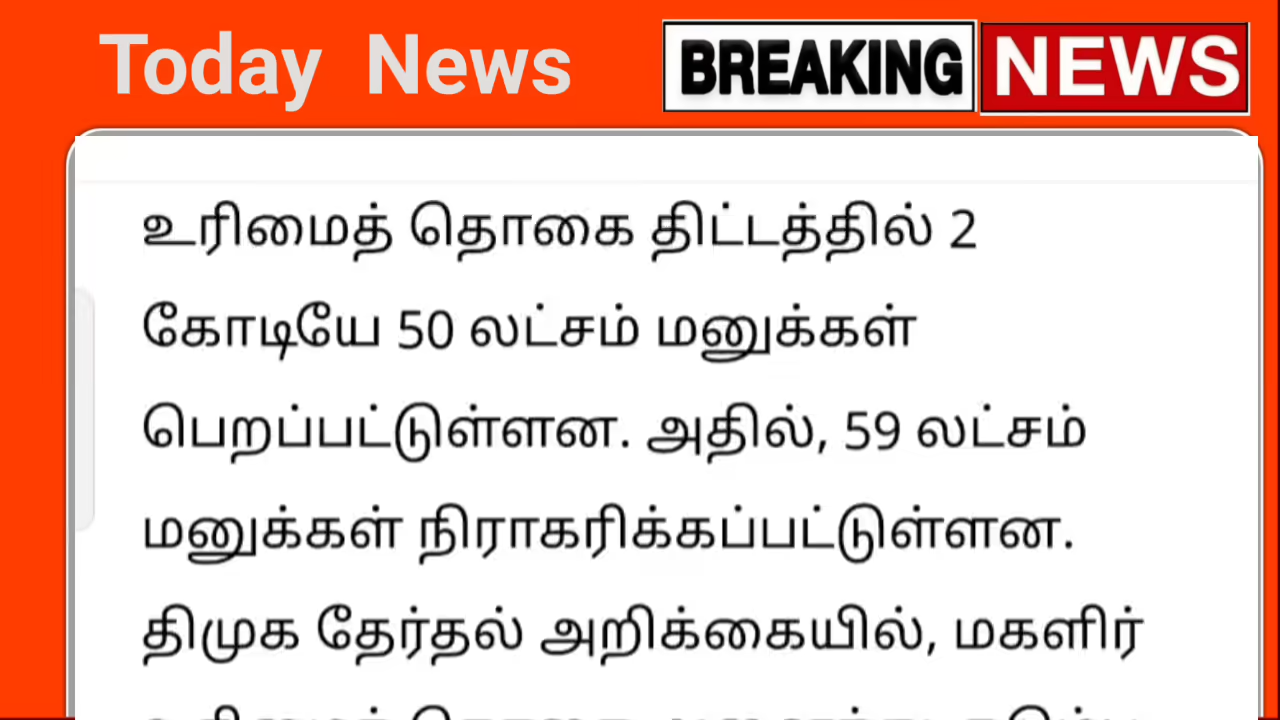 Today News
BREAKING NEWS
உரிமைத் தொகை திட்டத்தில் 2
கோடியே 50 லட்சம் மனுக்கள்
பெறப்பட்டுள்ளன. அதில், 59 லட்சம்
மனுக்கள் நிராகரிக்கப்பட்டுள்ளன.
திமுக தேர்தல் அறிக்கையில், மகளிர்